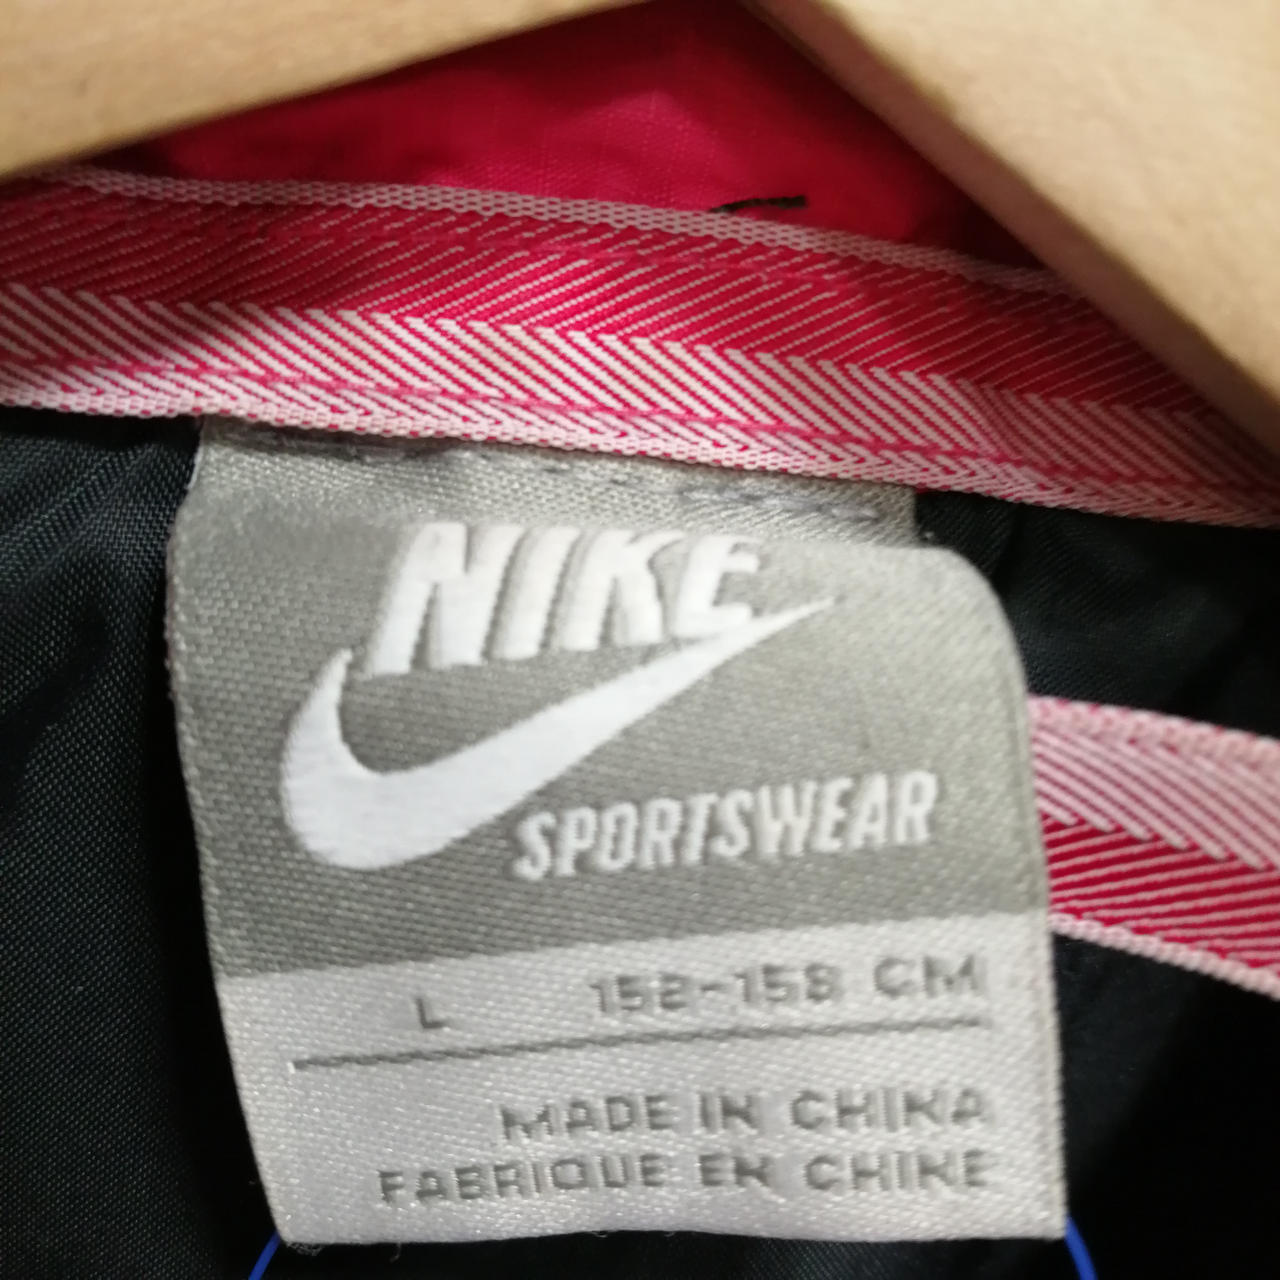 NIKE
SPORTSWEAR
L 152-158 CM
MADE IN CHINA
FABRIQUE EN CHINE